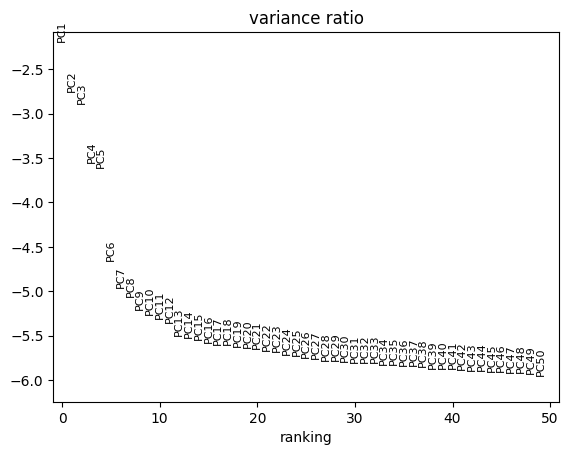 variance ratio
−2.5
−3.0
−3.5
−4.0
−4.5
−5.0
−5.5
−6.0
PC1
PC2
PC3
PC4
PC5
PC6
PC7
PC8
PC9
PC10
PC11
PC12
PC13
PC14
PC15
PC16
PC17
PC18
PC19
PC20
PC21
PC22
PC23
PC24
PC25
PC26
PC27
PC28
PC29
PC30
PC31
PC32
PC33
PC34
PC35
PC36
PC37
PC38
PC39
PC40
PC41
PC42
PC43
PC44
PC45
PC46
PC47
PC48
PC49
PC50
0 10 20 30 40 50
ranking